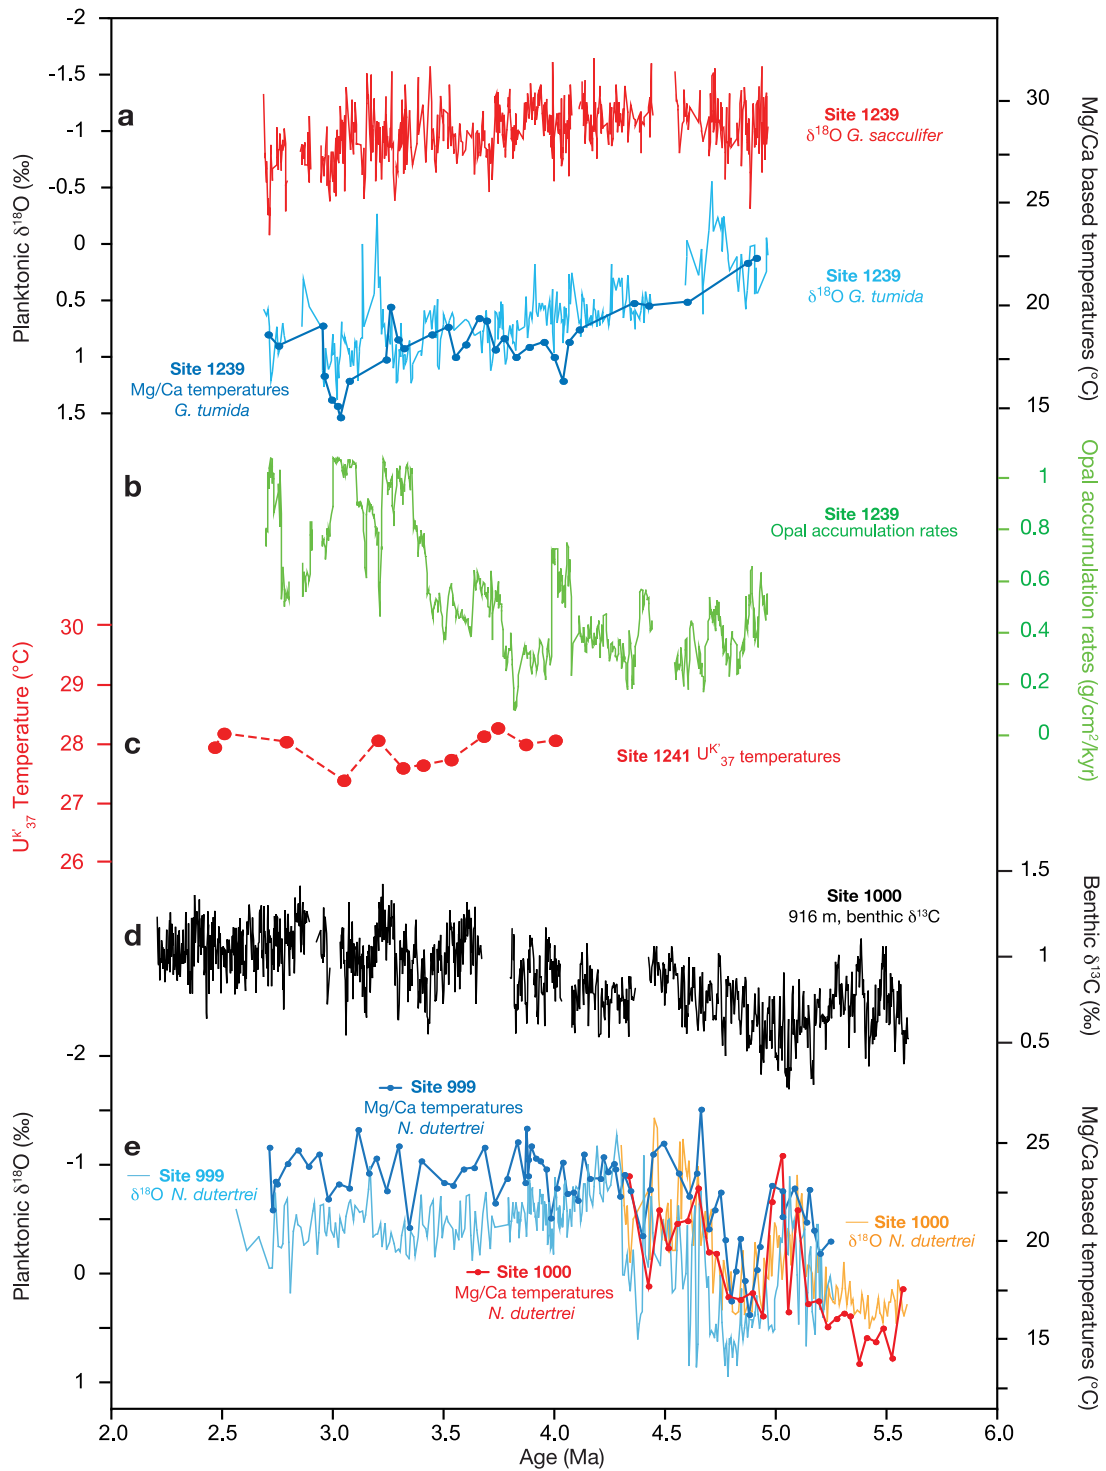 -2
-1.5
-1
-0.5
0
0.5
1
1.5
Planktonic δ18O (‰)
a
Site 1239
δ18O G. sacculifer
Site 1239
δ18O G. tumida
Site 1239
Mg/Ca temperatures
G. tumida
30
25
20
15
Mg/Ca based temperatures (°C)
b
Site 1239
Opal accumulation rates
1
0.8
0.6
0.4
0.2
0
Opal accumulation rates (g/cm2/kyr)
30
29
28
27
26
UK'37 Temperature (°C)
c
Site 1241 UK'37 temperatures
d
Site 1000
916 m, benthic δ13C
1.5
1
0.5
Benthic δ13C (‰)
-2
-1
0
1
Planktonic δ18O (‰)
e
Site 999
Mg/Ca temperatures
N. dutertrei
Site 999
δ18O N. dutertrei
Site 1000
Mg/Ca temperatures
N. dutertrei
Site 1000
δ18O N. dutertrei
25
20
15
Mg/Ca based temperatures (°C)
2.0 2.5 3.0 3.5 4.0 4.5 5.0 5.5 6.0
Age (Ma)